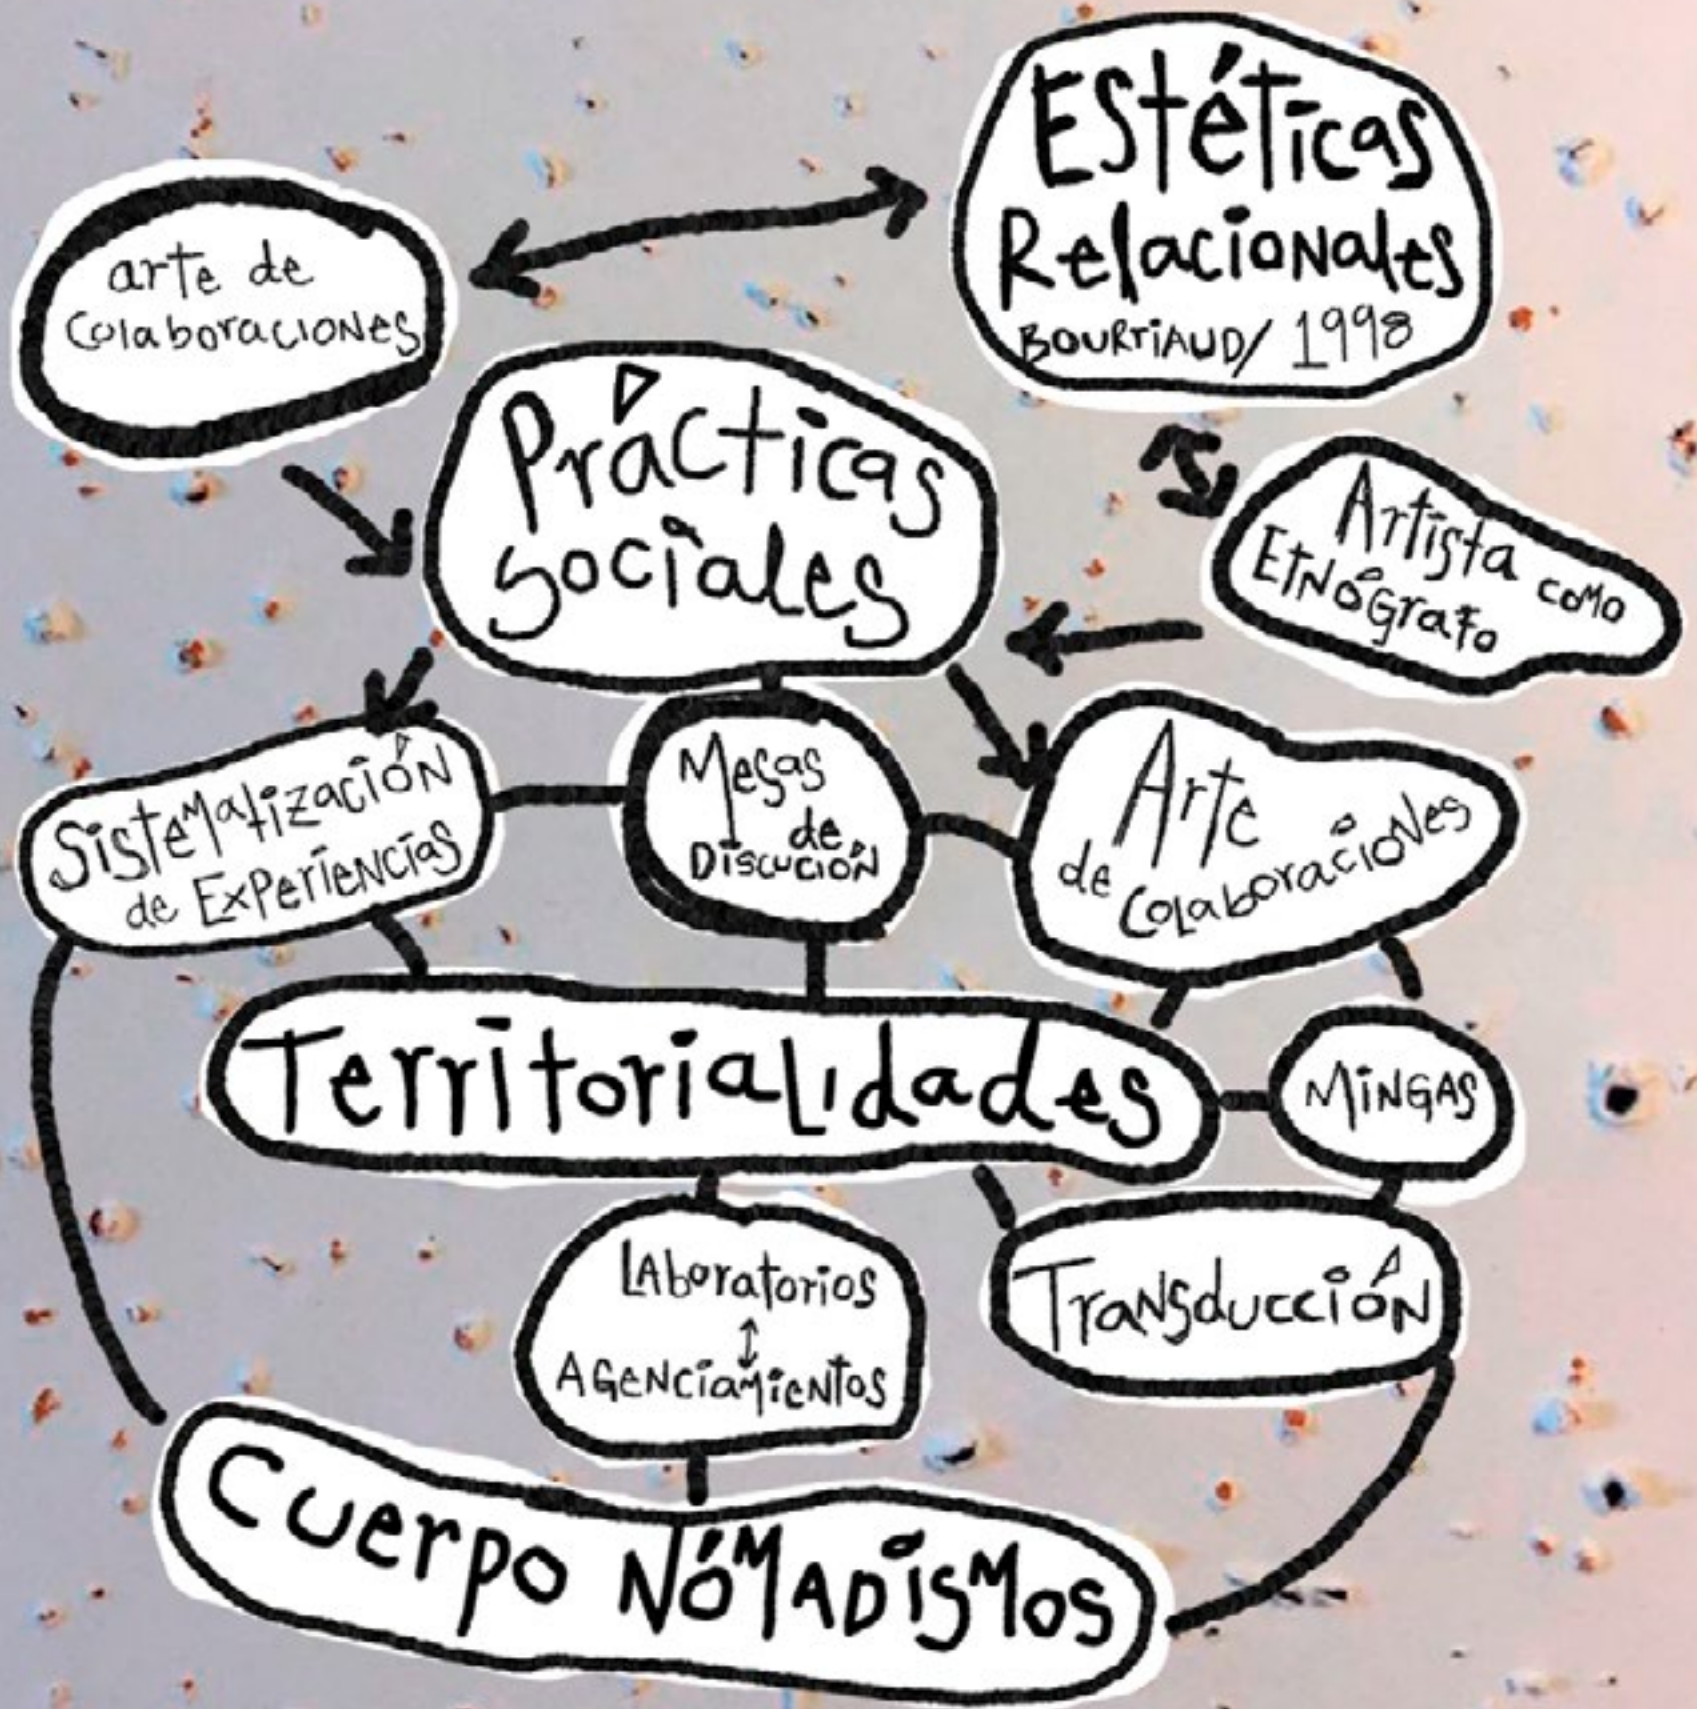 EStéticas
RelacioNales
BOURRIAUD/ 1998
arte de
ColaboracioNes
Prácticas
sociales
Artista como
EtNógrafo
SisteMatizacióN
de ExPerieNcias
Mesas
de
DiscucióN
Arte
de ColaboracioNes
Territorialidades
MiNGAS
LAboratorios
↕
AGeNciaMieNtos
TraNsduccióN
Cuerpo NóMADisMos